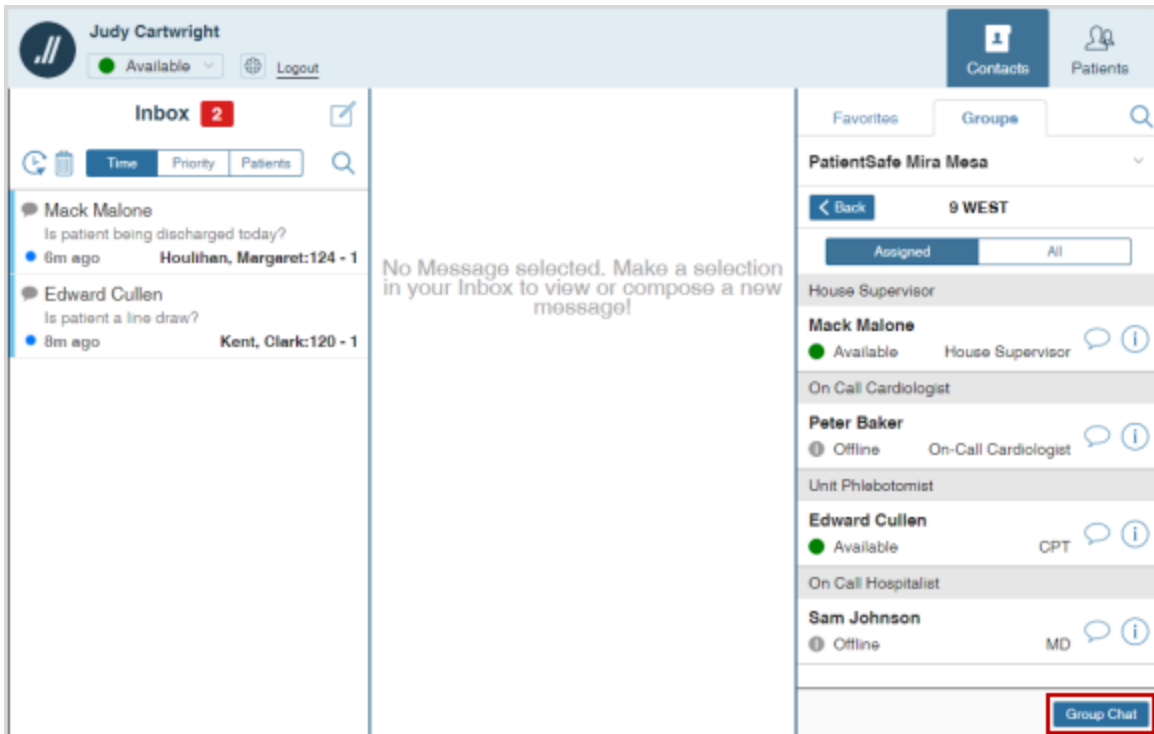 Judy Cartwright
Available
Logout
Contacts
Patients
Inbox 2
Time Priority Patients
Mack Malone
Is patient being discharged today?
6m ago Houlihan, Margaret:124 - 1
Edward Cullen
Is patient a line draw?
8m ago Kent, Clark:120 - 1
No Message selected. Make a selection
in your Inbox to view or compose a new
message!
Favorites Groups
PatientSafe Mira Mesa
Back 9 WEST
Assigned All
House Supervisor
Mack Malone
Available House Supervisor
On Call Cardiologist
Peter Baker
Offline On-Call Cardiologist
Unit Phlebotomist
Edward Cullen
Available CPT
On Call Hospitalist
Sam Johnson
Offline MD
Group Chat